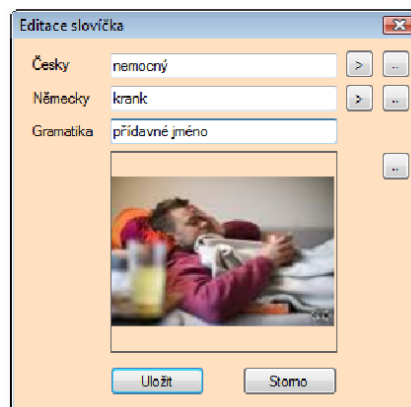 Editace slovíčka
Česky nemocný > ..
Německy krank > ..
Gramatika přídavné jméno
..
Uložit Storno